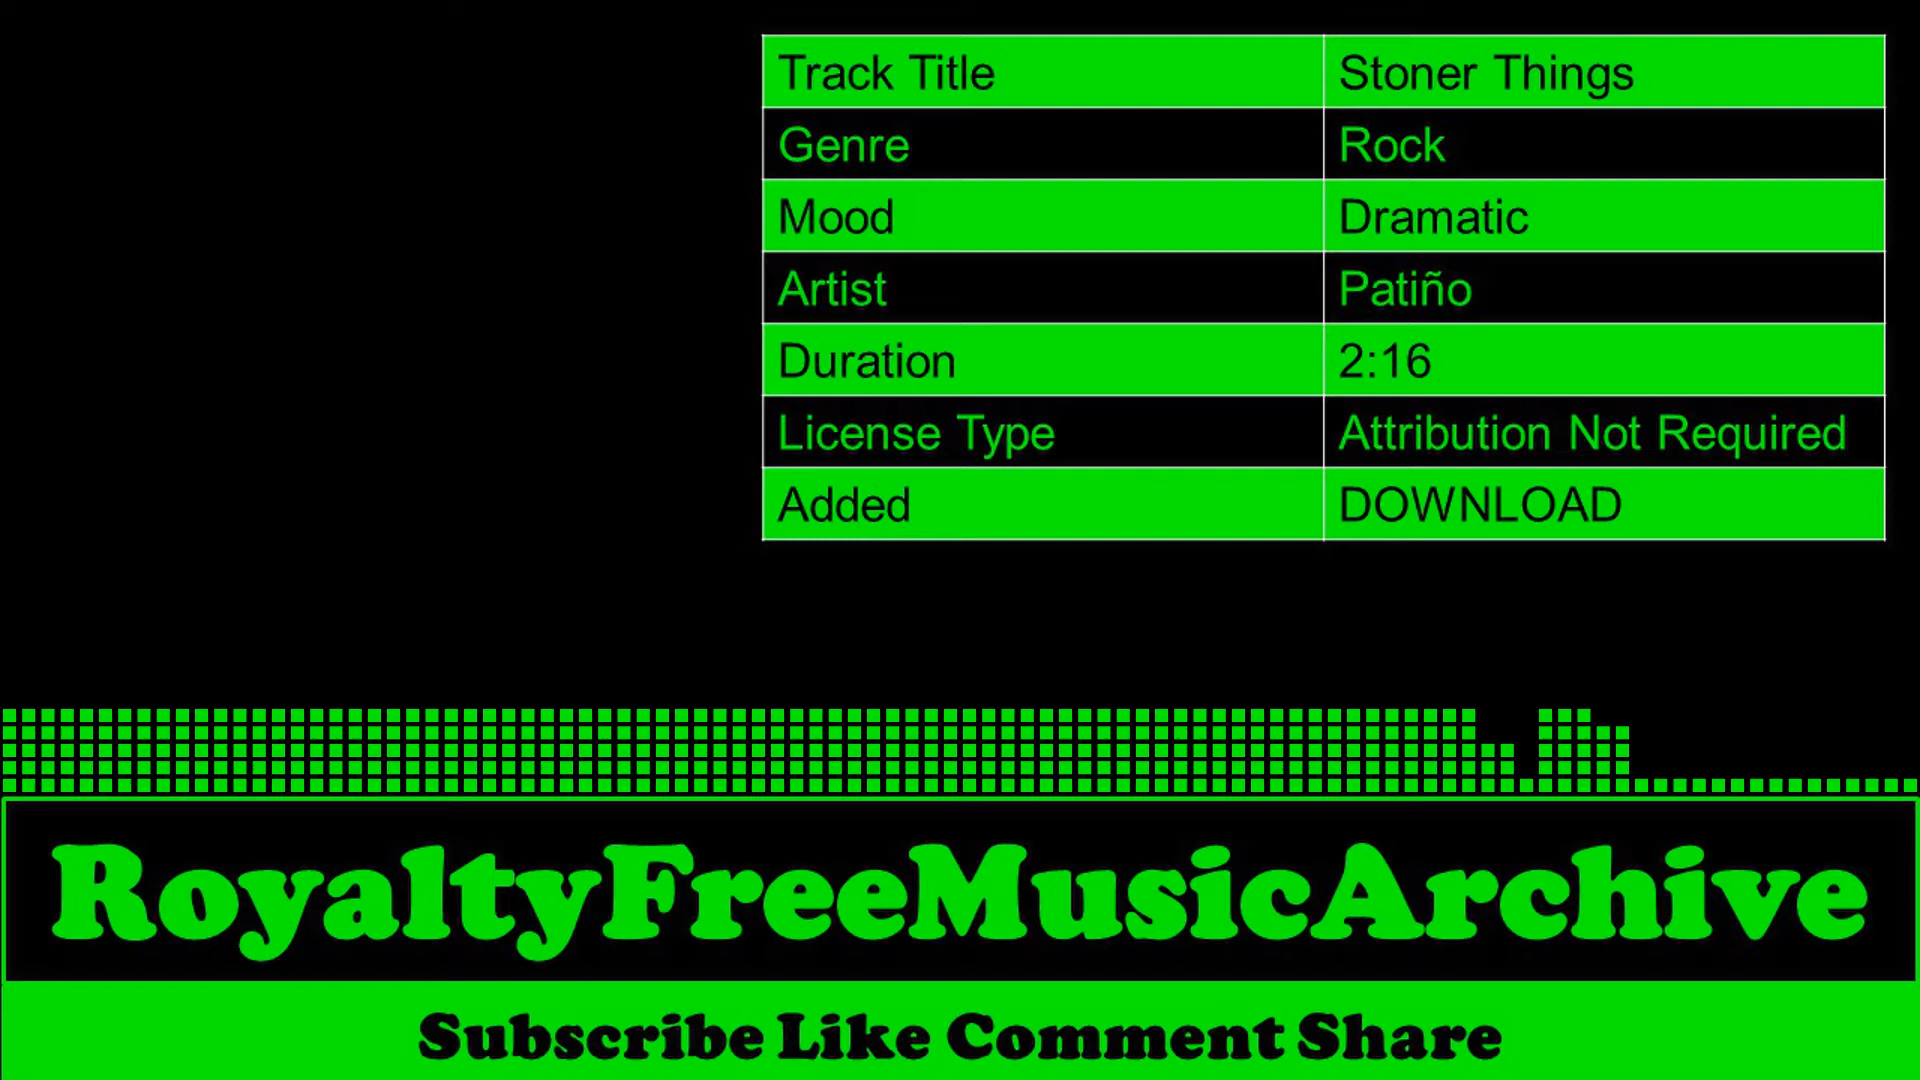 Track Title Stoner Things
Genre Rock
Mood Dramatic
Artist Patiño
Duration 2:16
License Type Attribution Not Required
Added DOWNLOAD
RoyaltyFreeMusicArchive
Subscribe Like Comment Share